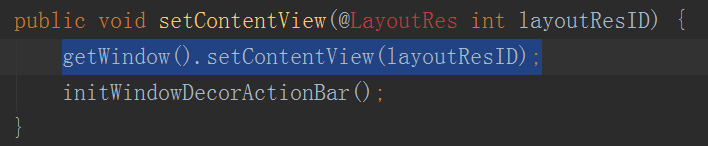 public void setContentView(@LayoutRes int layoutResID) {
getWindow().setContentView(layoutResID);
initWindowDecorActionBar();
}